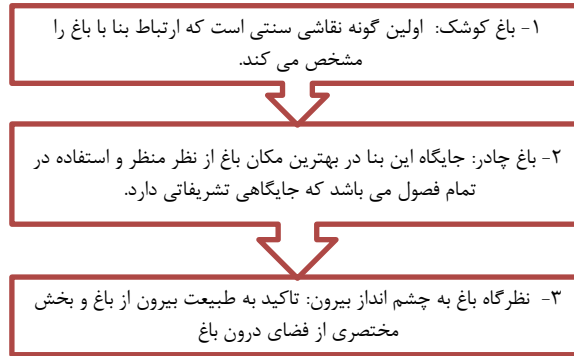 ۱- باغ کوشک: اولین گونه نقاشی سنتی است که ارتباط بنا با باغ را
مشخص می کند.
۲- باغ چادر: جایگاه این بنا در بهترین مکان باغ از نظر منظر و استفاده در
تمام فصول می باشد که جایگاهی تشریفاتی دارد.
۳- نظرگاه باغ به چشم انداز بیرون: تاکید به طبیعت بیرون از باغ و بخش
مختصری از فضای درون باغ